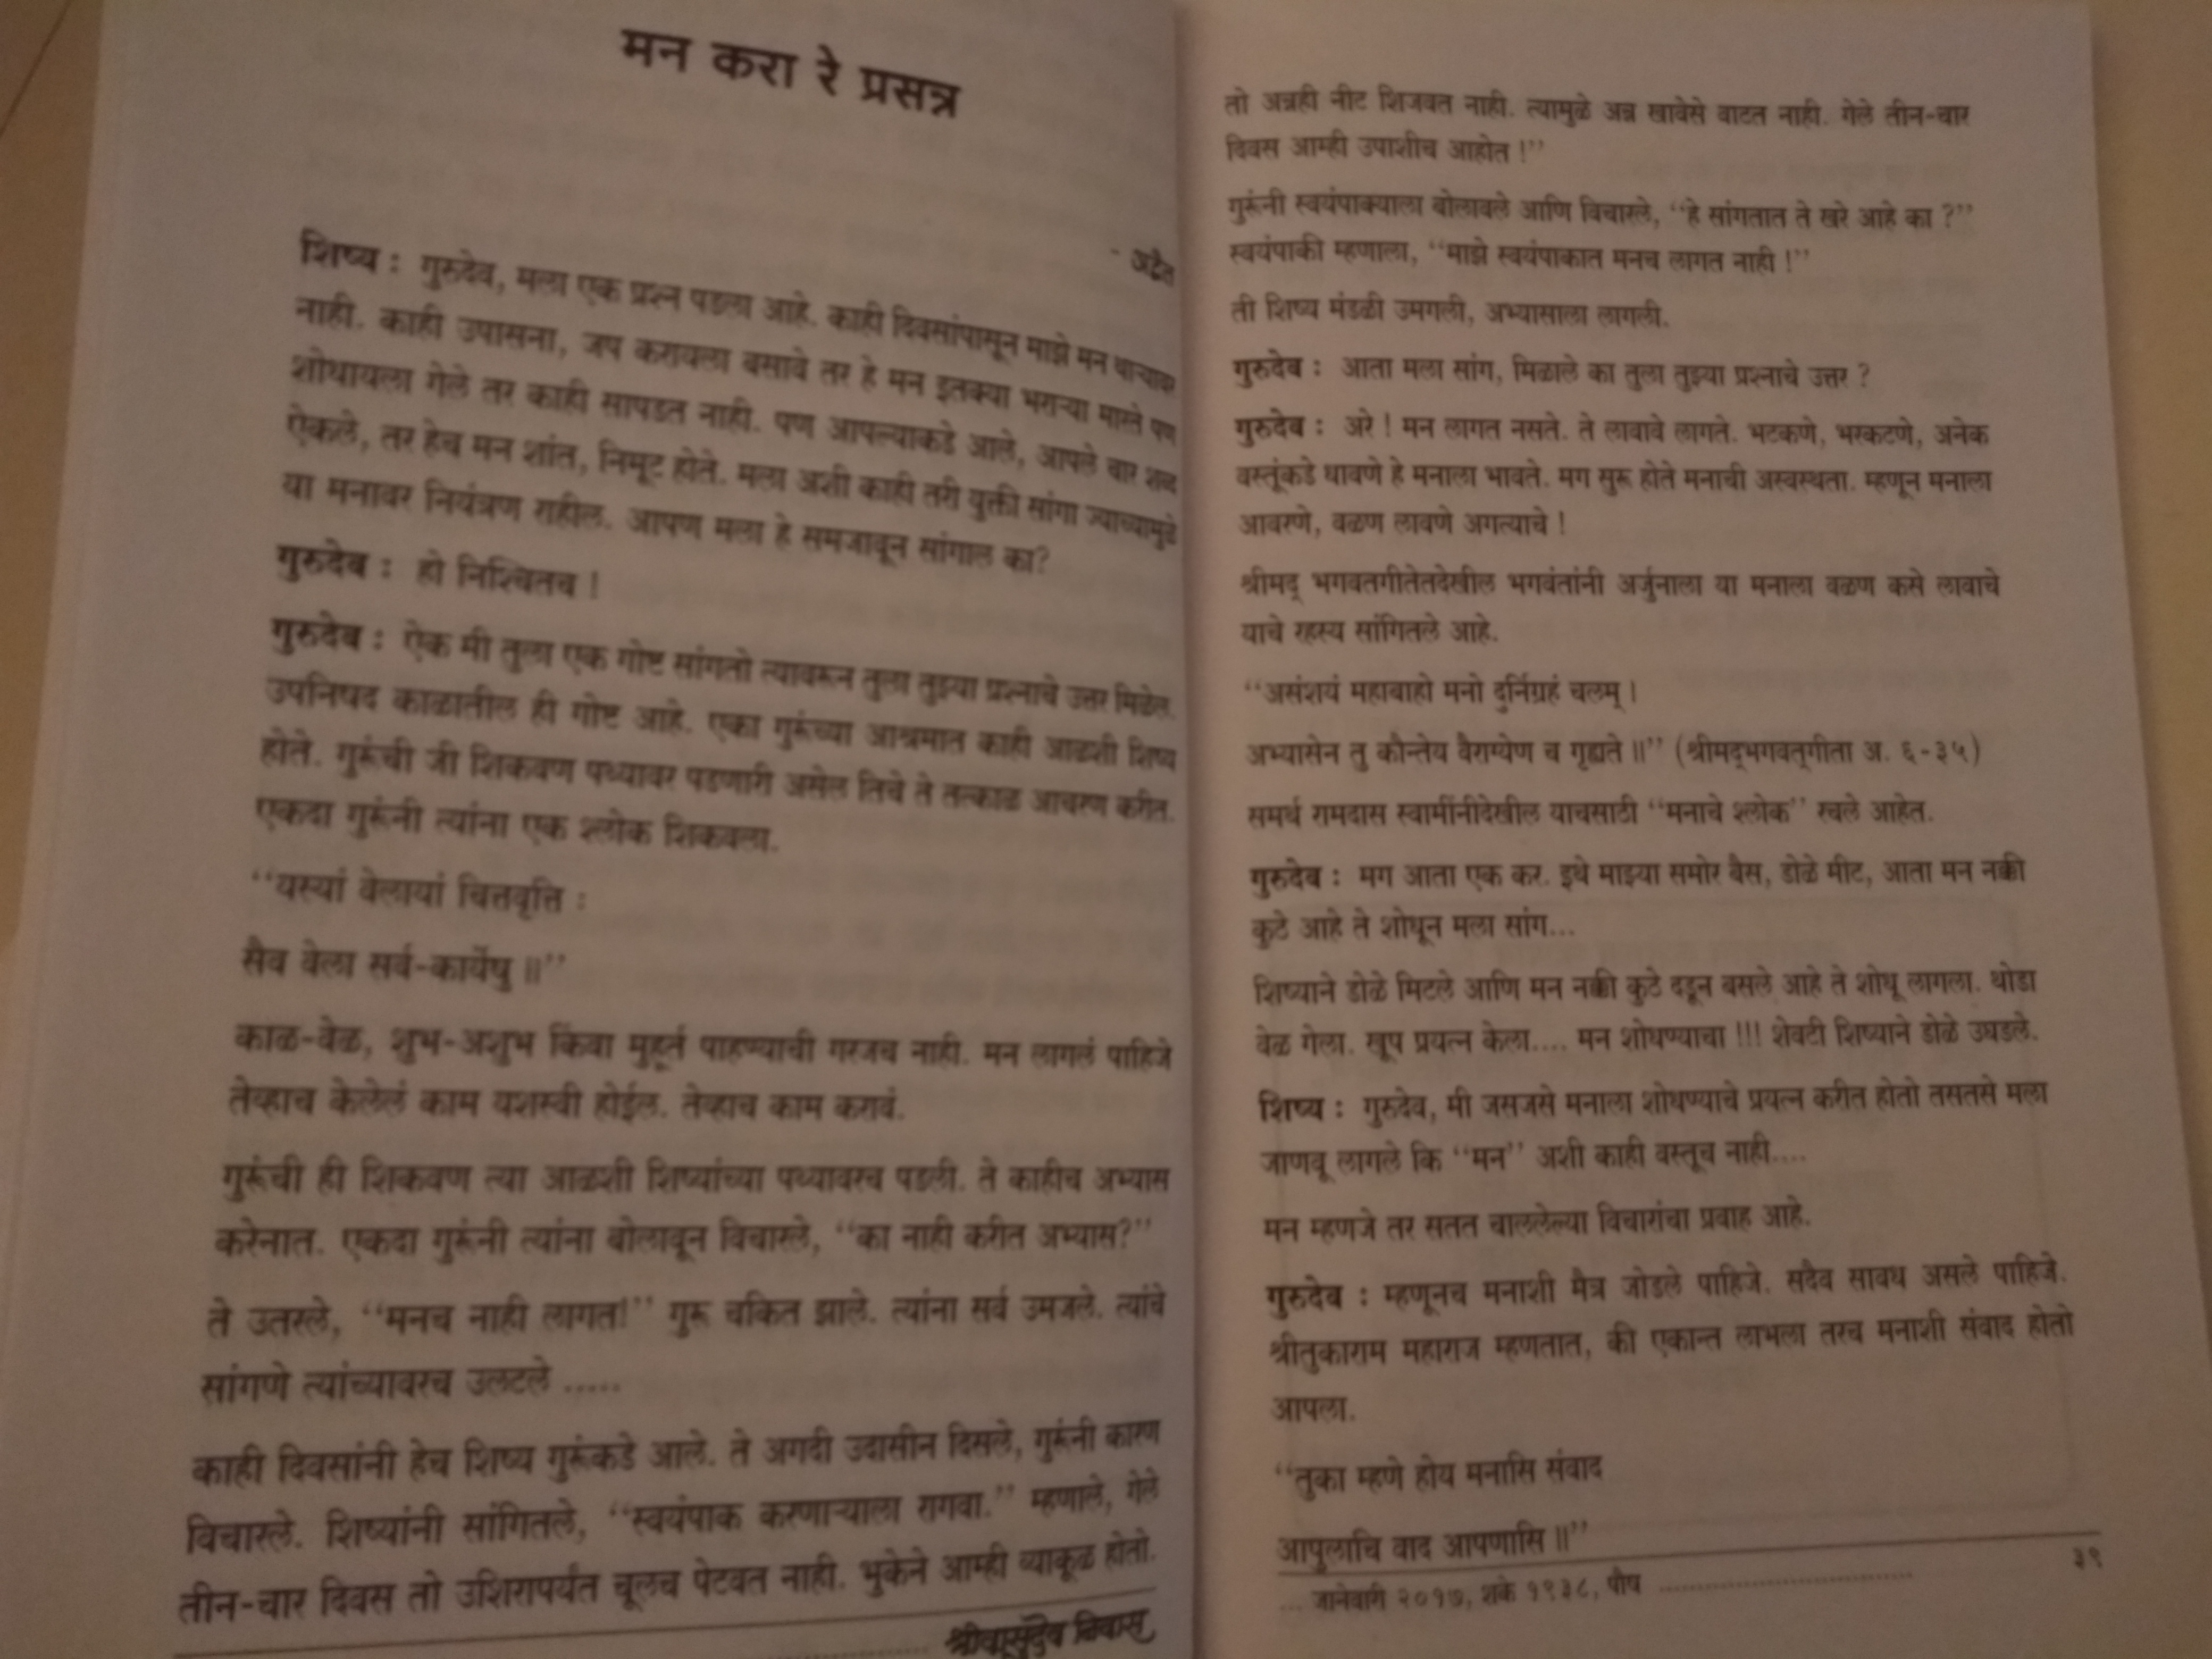 मन करा रे प्रसन्न
- अद्वैत
शिष्य : गुरुदेव, मला एक प्रश्न पडला आहे. काही दिवसांपासून माझे मन थाऱ्यावर
नाही. काही उपासना, जप करायला बसावे तर हे मन इतक्या भराऱ्या मारते पण
शोधायला गेले तर काही सापडत नाही. पण आपल्याकडे आले, आपले चार शब्द
ऐकले, तर हेच मन शांत, निमूट होते. मला अशी काही तरी युक्ती सांगा ज्याच्यामुळे
या मनावर नियंत्रण राहील. आपण मला हे समजावून सांगाल का?
गुरुदेव : हो निश्चितच !
गुरुदेव : ऐक मी तुला एक गोष्ट सांगतो त्यावरून तुला तुझ्या प्रश्नाचे उत्तर मिळेल.
उपनिषद काळातील ही गोष्ट आहे. एका गुरूंच्या आश्रमात काही आळशी शिष्य
होते. गुरूंची जी शिकवण पथ्यावर पडणारी असेल तिचे ते तत्काळ आचरण करीत.
एकदा गुरूंनी त्यांना एक श्लोक शिकवला.
“यस्यां वेलायां चित्तवृत्ति :
सैव वेला सर्व-कार्येषु ॥”
काळ-वेळ, शुभ-अशुभ किंवा मुहूर्त पाहण्याची गरजच नाही. मन लागलं पाहिजे
तेव्हाच केलेलं काम यशस्वी होईल. तेव्हाच काम करावं.
गुरूंची ही शिकवण त्या आळशी शिष्यांच्या पथ्यावरच पडली. ते काहीच अभ्यास
करेनात. एकदा गुरूंनी त्यांना बोलावून विचारले, “का नाही करीत अभ्यास?”
ते उतरले, “मनच नाही लागत!” गुरू चकित झाले. त्यांना सर्व उमजले. त्यांचे
सांगणे त्यांच्यावरच उलटले .....
काही दिवसांनी हेच शिष्य गुरूंकडे आले. ते अगदी उदासीन दिसले, गुरूंनी कारण
विचारले. शिष्यांनी सांगितले, “स्वयंपाक करणाऱ्याला रागवा.” म्हणाले, गेले
तीन-चार दिवस तो उशिरापर्यंत चूलच पेटवत नाही. भुकेने आम्ही व्याकूळ होतो.
श्रीवासुदेव निवास
तो अन्नही नीट शिजवत नाही. त्यामुळे अन्न खावेसे वाटत नाही. गेले तीन-चार
दिवस आम्ही उपाशीच आहोत !”
गुरूंनी स्वयंपाक्याला बोलावले आणि विचारले, “हे सांगतात ते खरे आहे का ?”
स्वयंपाकी म्हणाला, “माझे स्वयंपाकात मनच लागत नाही !”
ती शिष्य मंडळी उमगली, अभ्यासाला लागली.
गुरुदेव : आता मला सांग, मिळाले का तुला तुझ्या प्रश्नाचे उत्तर ?
गुरुदेव : अरे ! मन लागत नसते. ते लावावे लागते. भटकणे, भरकटणे, अनेक
वस्तूंकडे धावणे हे मनाला भावते. मग सुरू होते मनाची अस्वस्थता. म्हणून मनाला
आवरणे, वळण लावणे अगत्याचे !
श्रीमद् भगवतगीतेतदेखील भगवंतांनी अर्जुनाला या मनाला वळण कसे लावाचे
याचे रहस्य सांगितले आहे.
“असंशयं महाबाहो मनो दुर्निग्रहं चलम् ।
अभ्यासेन तु कौन्तेय वैराग्येण च गृह्यते ॥” (श्रीमद्‌भगवत्‌गीता अ. ६-३५)
समर्थ रामदास स्वामींनीदेखील याचसाठी “मनाचे श्लोक” रचले आहेत.
गुरुदेव : मग आता एक कर. इथे माझ्या समोर बैस, डोळे मीट, आता मन नक्की
कुठे आहे ते शोधून मला सांग...
शिष्याने डोळे मिटले आणि मन नक्की कुठे दडून बसले आहे ते शोधू लागला. थोडा
वेळ गेला. खूप प्रयत्न केला.... मन शोधण्याचा !!! शेवटी शिष्याने डोळे उघडले.
शिष्य : गुरुदेव, मी जसजसे मनाला शोधण्याचे प्रयत्न करीत होतो तसतसे मला
जाणवू लागले कि “मन” अशी काही वस्तूच नाही....
मन म्हणजे तर सतत चाललेल्या विचारांचा प्रवाह आहे.
गुरुदेव : म्हणूनच मनाशी मैत्र जोडले पाहिजे. सदैव सावध असले पाहिजे.
श्रीतुकाराम महाराज म्हणतात, की एकान्त लाभला तरच मनाशी संवाद होतो
आपला.
“तुका म्हणे होय मनासि संवाद
आपुलाचि वाद आपणासि ॥”
... जानेवारी २०१७, शके १९३८, पौष ........ ३९